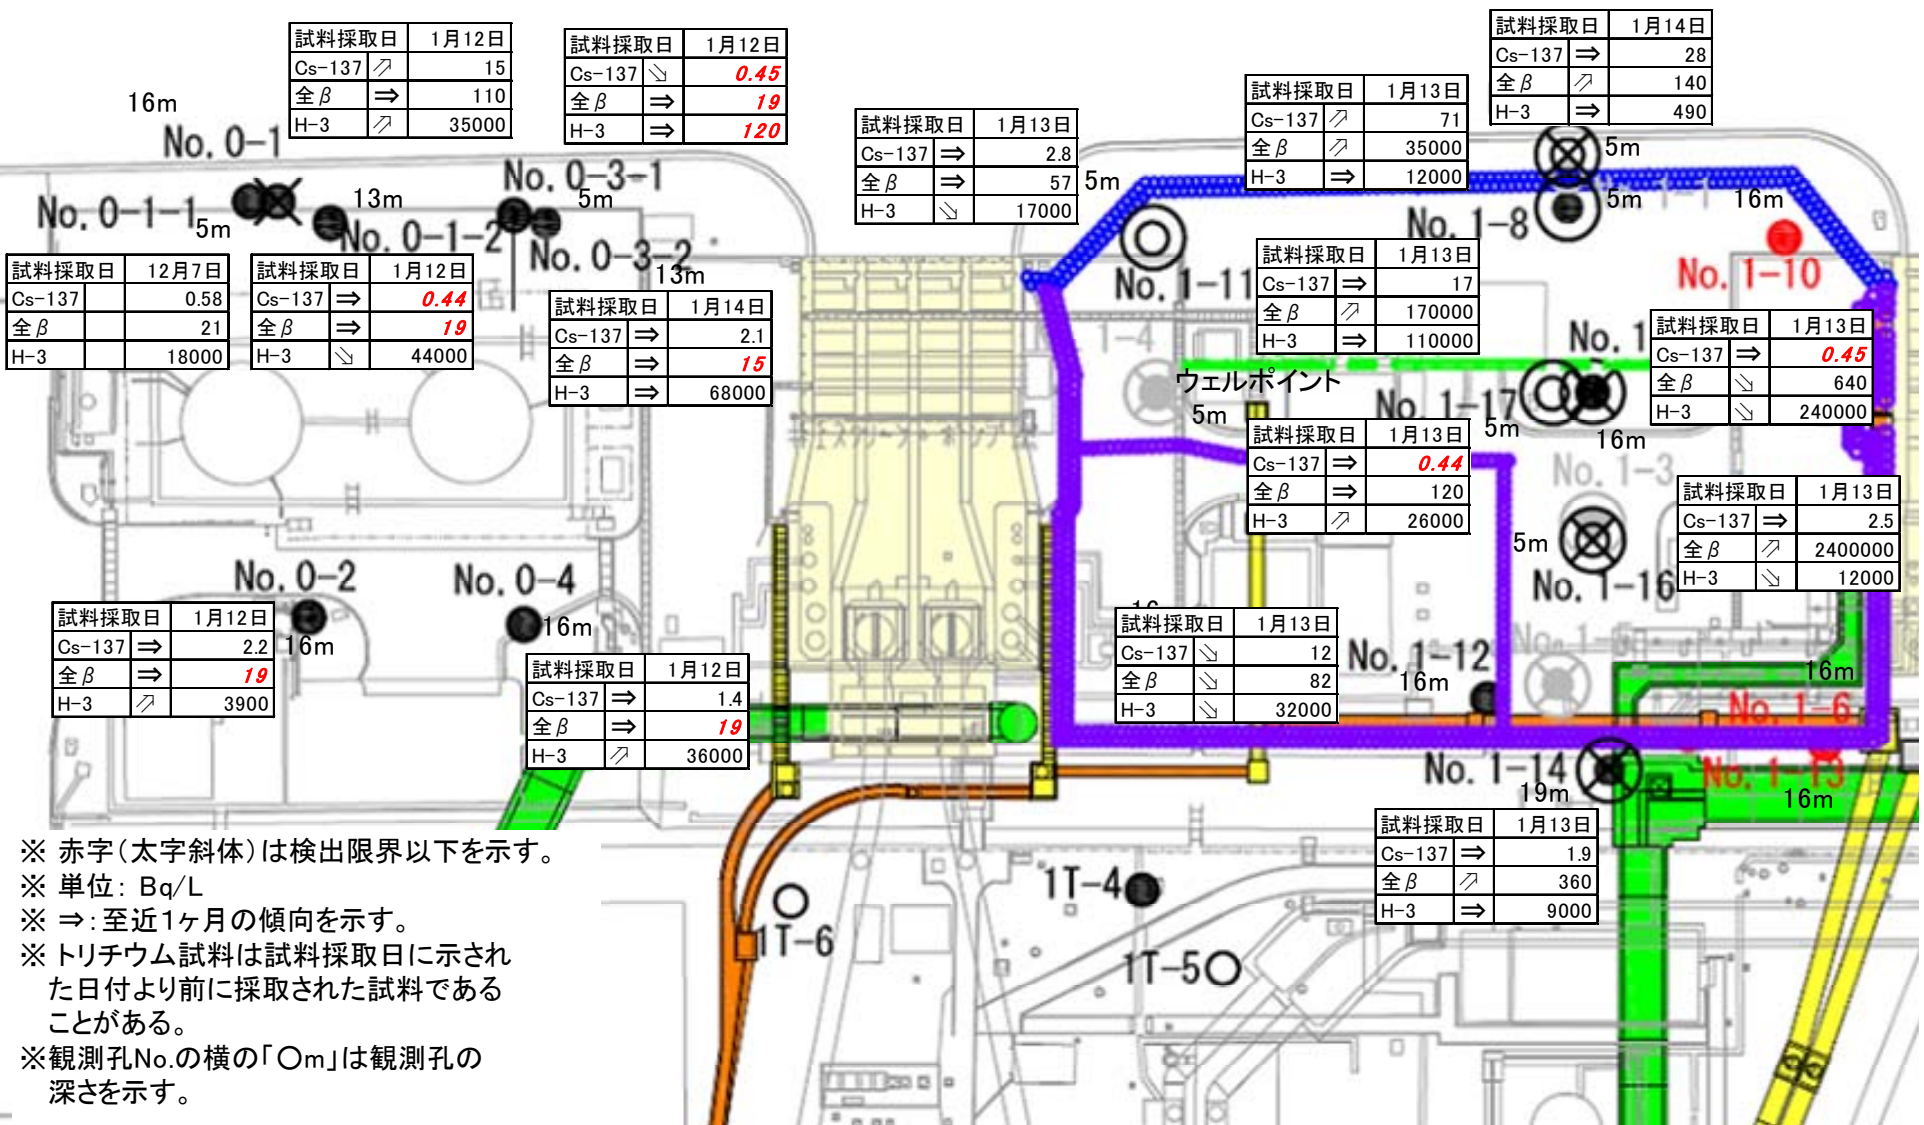 試料採取日 1月12日
Cs-137 ⇗ 15
全β ⇒ 110
H-3 ⇗ 35000
試料採取日 1月12日
Cs-137 ⇘ 0.45
全β ⇒ 19
H-3 ⇒ 120
試料採取日 1月13日
Cs-137 ⇒ 2.8
全β ⇒ 57
H-3 ⇘ 17000
試料採取日 1月13日
Cs-137 ⇗ 71
全β ⇗ 35000
H-3 ⇒ 12000
試料採取日 1月14日
Cs-137 ⇒ 28
全β ⇗ 140
H-3 ⇒ 490
16m
No. 0-1
No. 0-1-1
5m
13m
No. 0-1-2
No. 0-3-1
5m
No. 0-3-2
13m
5m
No. 1-11
No. 1-8
5m
5m
1-1
16m
No. 1-10
試料採取日 12月7日
Cs-137 0.58
全β 21
H-3 18000
試料採取日 1月12日
Cs-137 ⇒ 0.44
全β ⇒ 19
H-3 ⇘ 44000
試料採取日 1月14日
Cs-137 ⇒ 2.1
全β ⇒ 15
H-3 ⇒ 68000
試料採取日 1月13日
Cs-137 ⇒ 17
全β ⇗ 170000
H-3 ⇒ 110000
試料採取日 1月13日
Cs-137 ⇒ 0.45
全β ⇘ 640
H-3 ⇘ 240000
1-4
No. 1
ウェルポイント
5m
No. 1-17
5m
16m
試料採取日 1月13日
Cs-137 ⇒ 0.44
全β ⇒ 120
H-3 ⇗ 26000
No. 1-3
試料採取日 1月13日
Cs-137 ⇒ 2.5
全β ⇗ 2400000
H-3 ⇘ 12000
5m
No. 1-16
No. 0-2
16m
No. 0-4
16m
試料採取日 1月12日
Cs-137 ⇒ 2.2
全β ⇒ 19
H-3 ⇗ 3900
試料採取日 1月12日
Cs-137 ⇒ 1.4
全β ⇒ 19
H-3 ⇗ 36000
試料採取日 1月13日
Cs-137 ⇘ 12
全β ⇘ 82
H-3 ⇘ 32000
No. 1-12
16m
16m
No. 1-6
No. 1-14
19m
No. 1-13
16m
試料採取日 1月13日
Cs-137 ⇒ 1.9
全β ⇗ 360
H-3 ⇒ 9000
1T-4
1T-6
1T-5
※ 赤字(太字斜体)は検出限界以下を示す。
※ 単位: Bq/L
※ ⇒:至近1ヶ月の傾向を示す。
※ トリチウム試料は試料採取日に示され
た日付より前に採取された試料である
ことがある。
※観測孔No.の横の「〇m」は観測孔の
深さを示す。